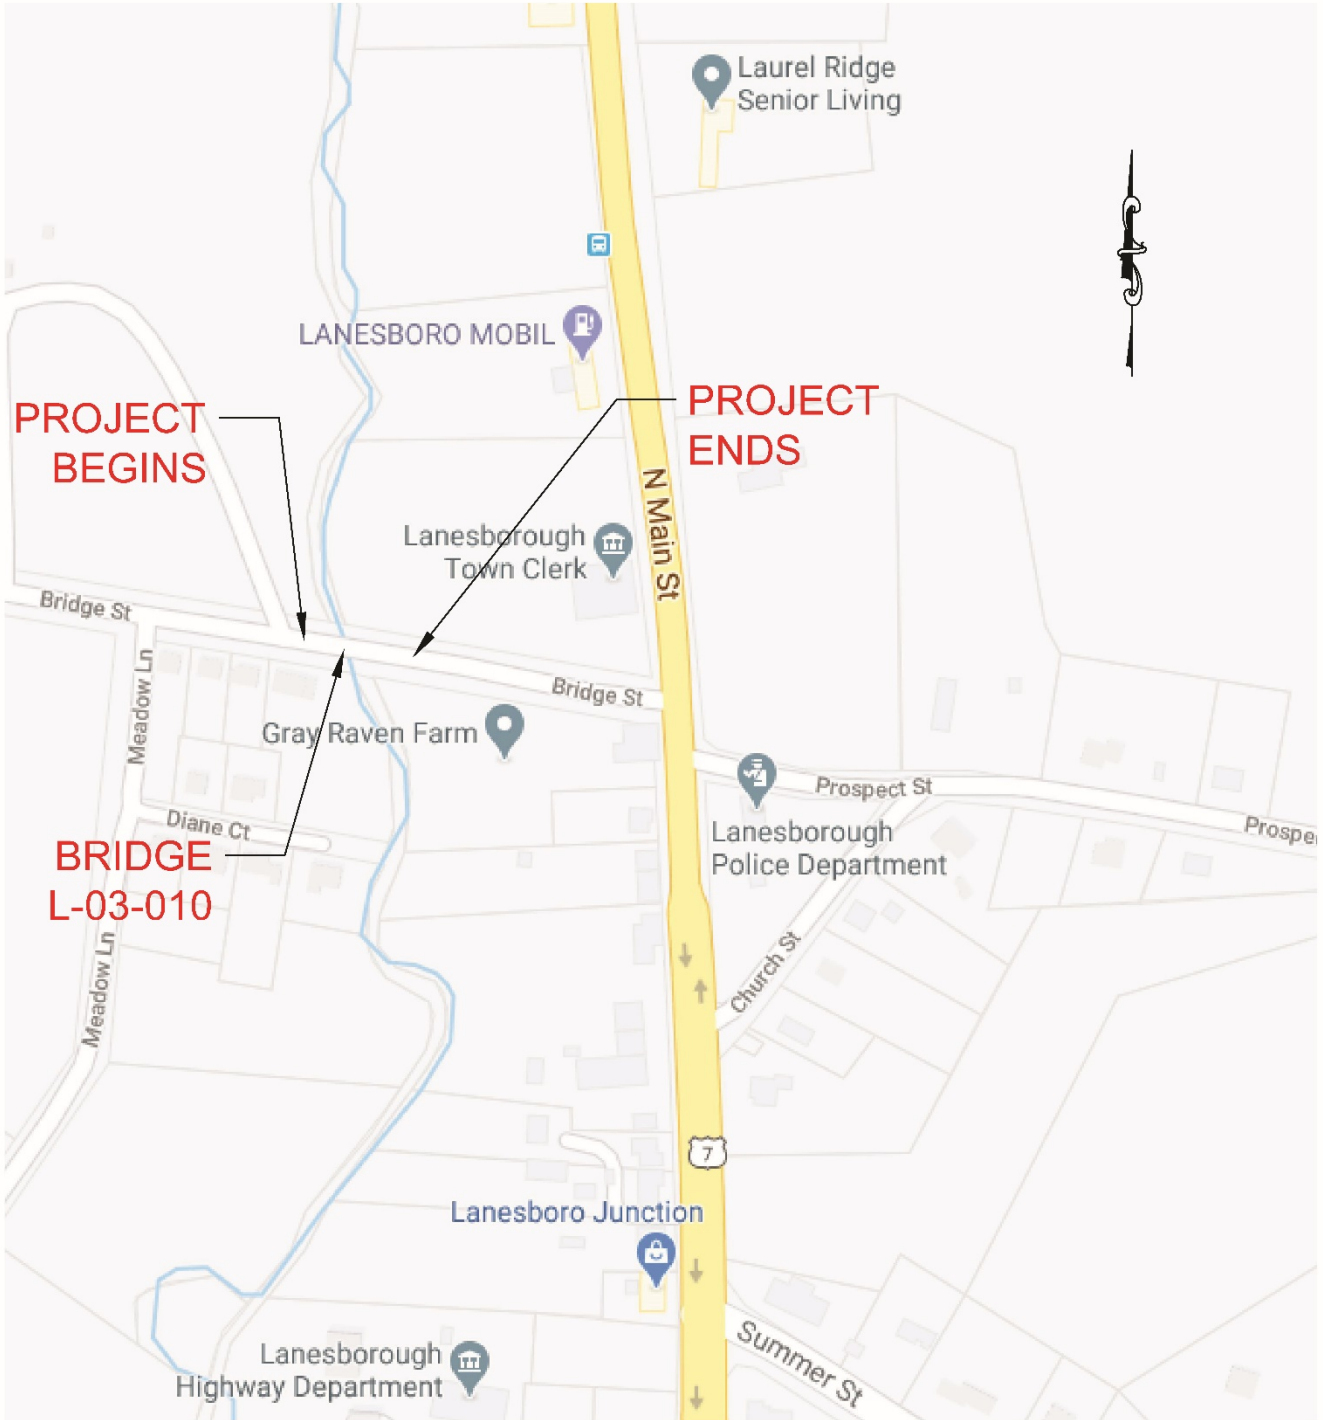 Laurel Ridge
Senior Living
LANESBORO MOBIL
PROJECT
BEGINS
PROJECT
ENDS
N Main St
Lanesborough
Town Clerk
Bridge St
Meadow Ln
Bridge St
Gray Raven Farm
Prospect St
Prospe
Diane Ct
Lanesborough
Police Department
BRIDGE
L-03-010
Meadow Ln
Church St
7
Lanesboro Junction
Summer St
Lanesborough
Highway Department